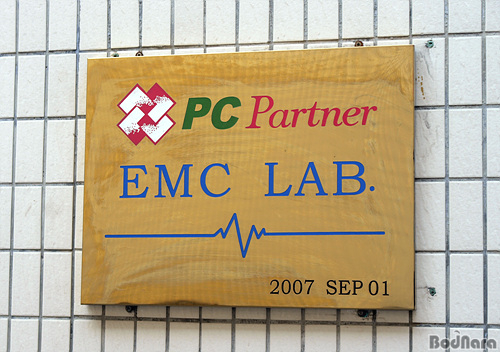 PC Partner
EMC LAB.
2007 SEP 01
BodNara